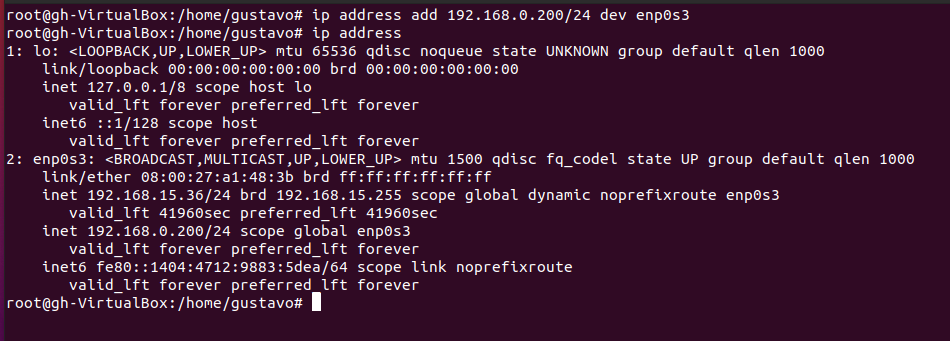 root@gh-VirtualBox:/home/gustavo# ip address add 192.168.0.200/24 dev enp0s3
root@gh-VirtualBox:/home/gustavo# ip address
1: lo: <LOOPBACK,UP,LOWER_UP> mtu 65536 qdisc noqueue state UNKNOWN group default qlen 1000
    link/loopback 00:00:00:00:00:00 brd 00:00:00:00:00:00
    inet 127.0.0.1/8 scope host lo
       valid_lft forever preferred_lft forever
    inet6 ::1/128 scope host
       valid_lft forever preferred_lft forever
2: enp0s3: <BROADCAST,MULTICAST,UP,LOWER_UP> mtu 1500 qdisc fq_codel state UP group default qlen 1000
    link/ether 08:00:27:a1:48:3b brd ff:ff:ff:ff:ff:ff
    inet 192.168.15.36/24 brd 192.168.15.255 scope global dynamic noprefixroute enp0s3
       valid_lft 41960sec preferred_lft 41960sec
    inet 192.168.0.200/24 scope global enp0s3
       valid_lft forever preferred_lft forever
    inet6 fe80::1404:4712:9883:5dea/64 scope link noprefixroute
       valid_lft forever preferred_lft forever
root@gh-VirtualBox:/home/gustavo#